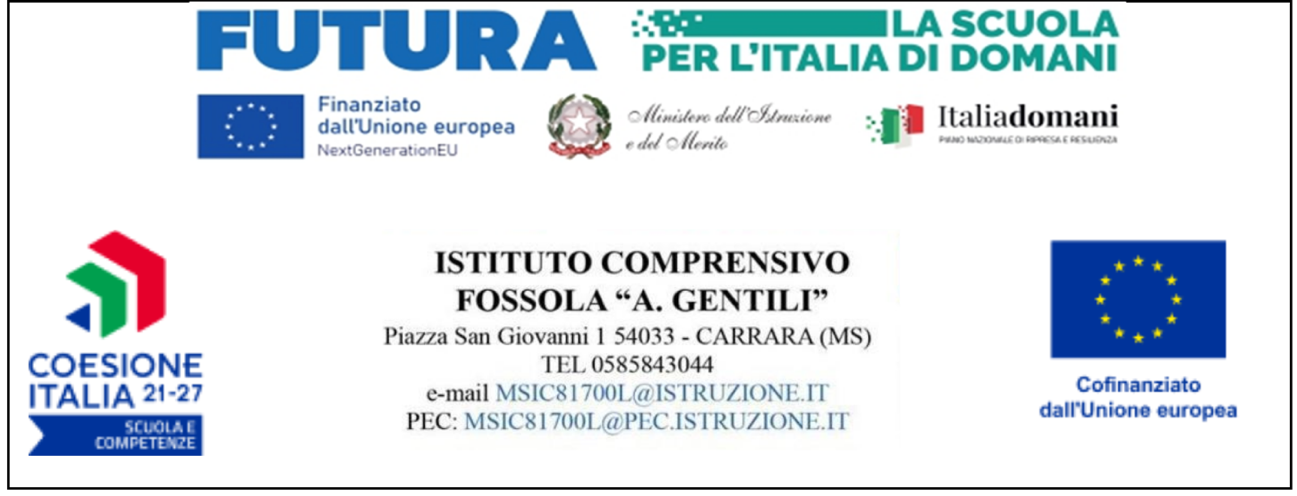 FUTURA
LA SCUOLA
PER L'ITALIA DI DOMANI
Finanziato
dall'Unione europea
NextGenerationEU
Ministero dell'Istruzione
e del Merito
Italiadomani
PIANO NAZIONALE DI RIPRESA E RESILIENZA
COESIONE
ITALIA 21-27
SCUOLA E
COMPETENZE
ISTITUTO COMPRENSIVO
FOSSOLA “A. GENTILI”
Piazza San Giovanni 1 54033 - CARRARA (MS)
TEL 0585843044
e-mail MSIC81700L@ISTRUZIONE.IT
PEC: MSIC81700L@PEC.ISTRUZIONE.IT
Cofinanziato
dall'Unione europea